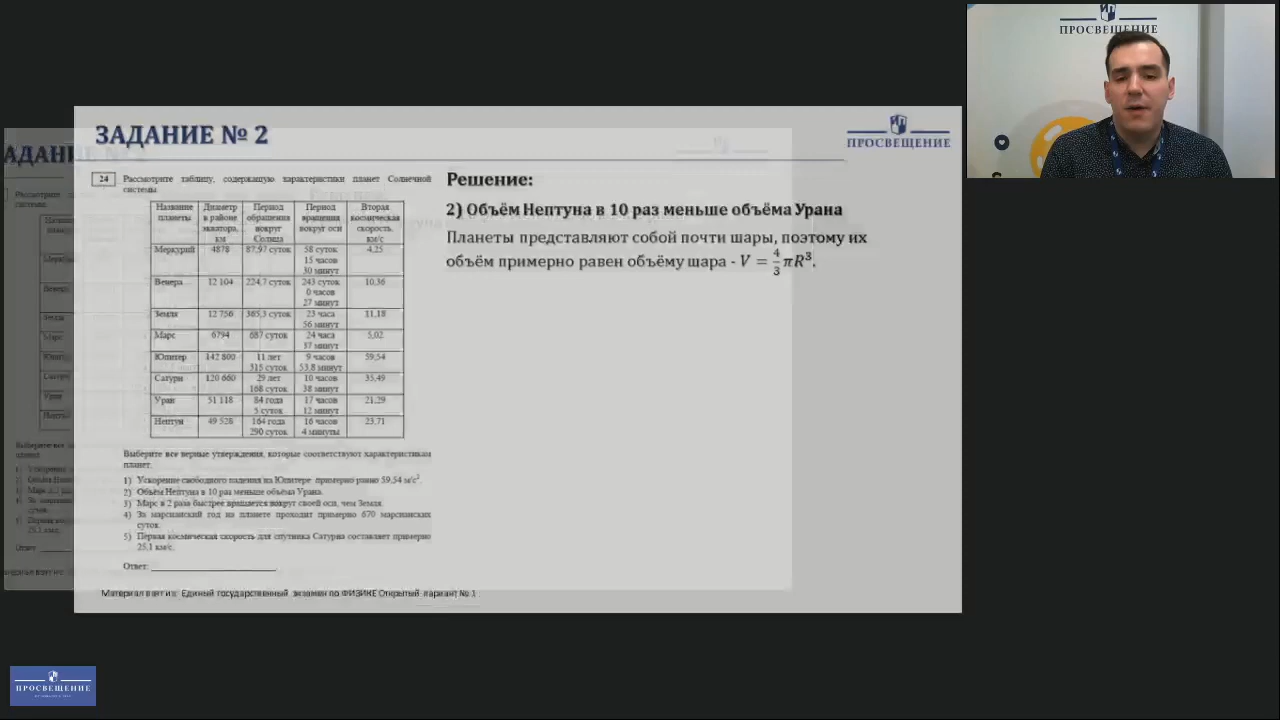 ПРОСВЕЩЕНИЕ
ЗАДАНИЕ № 2
ПРОСВЕЩЕНИЕ
24 Рассмотрите таблицу, содержащую характеристики планет Солнечной
системы.
Название планеты Диаметр в районе экватора, км Период обращения вокруг Солнца Период вращения вокруг оси Вторая космическая скорость, км/с
Меркурий 4878 87,97 суток 58 суток 15 часов 30 минут 4,25
Венера 12 104 224,7 суток 243 суток 0 часов 27 минут 10,36
Земля 12 756 365,3 суток 23 часа 56 минут 11,18
Марс 6794 687 суток 24 часа 37 минут 5,02
Юпитер 142 800 11 лет 315 суток 9 часов 53,8 минут 59,54
Сатурн 120 660 29 лет 168 суток 10 часов 38 минут 35,49
Уран 51 118 84 года 5 суток 17 часов 12 минут 21,29
Нептун 49 528 164 года 290 суток 16 часов 4 минуты 23,71
Выберите все верные утверждения, которые соответствуют характеристикам
планет.
1) Ускорение свободного падения на Юпитере примерно равно 59,54 м/с².
2) Объём Нептуна в 10 раз меньше объёма Урана.
3) Марс в 2 раза быстрее вращается вокруг своей оси, чем Земля.
4) За марсианский год на планете проходит примерно 670 марсианских
суток.
5) Первая космическая скорость для спутника Сатурна составляет примерно
25,1 км/с.
Ответ:
Материал взят из: Единый государственный экзамен по ФИЗИКЕ Открытый вариант № 1
Решение:
2) Объём Нептуна в 10 раз меньше объёма Урана
Планеты представляют собой почти шары, поэтому их
объём примерно равен объёму шара - V = 4/3 πR³.
ПРОСВЕЩЕНИЕ